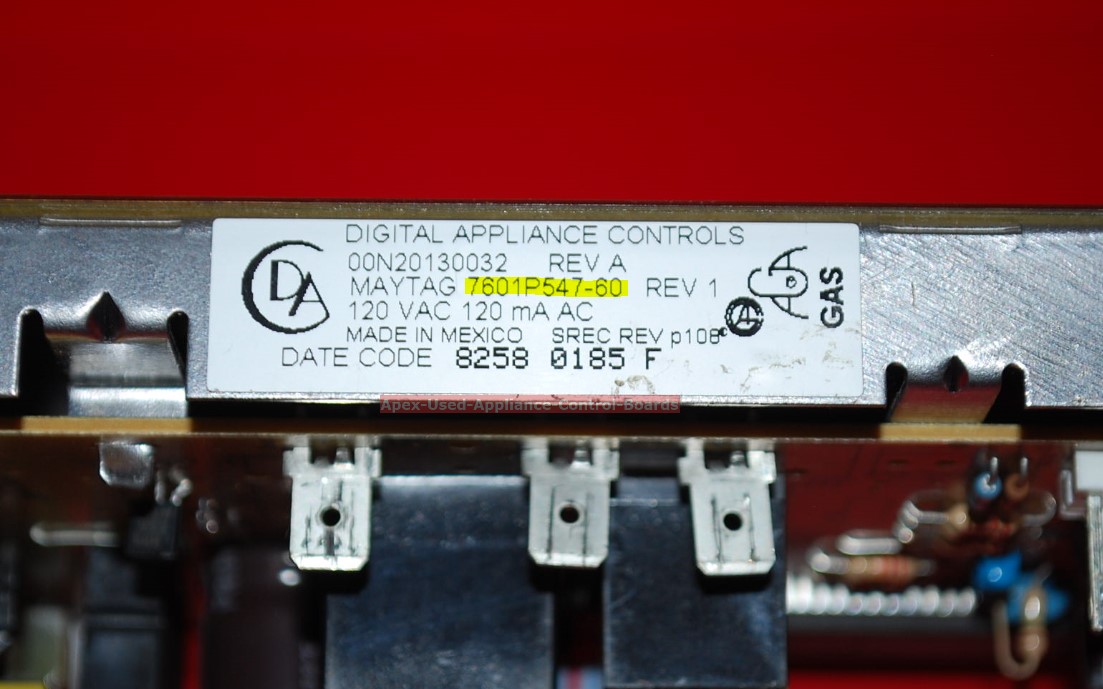 DIGITAL APPLIANCE CONTROLS
00N20130032 REV A
MAYTAG 7601P547-60 REV 1
120 VAC 120 mA AC
MADE IN MEXICO SREC REV p108
DATE CODE 8258 0185 F
DA
GAS
Apex-Used-Appliance-Control-Boards